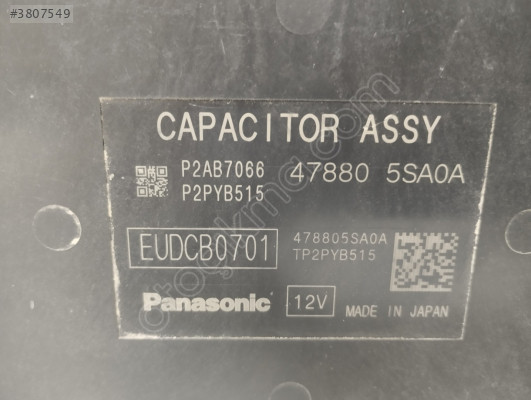 #3807549
CAPACITOR ASSY
P2AB7066 47880 5SA0A
P2PYB515
EUDCB0701
478805SA0A
TP2PYB515
Panasonic 12V MADE IN JAPAN